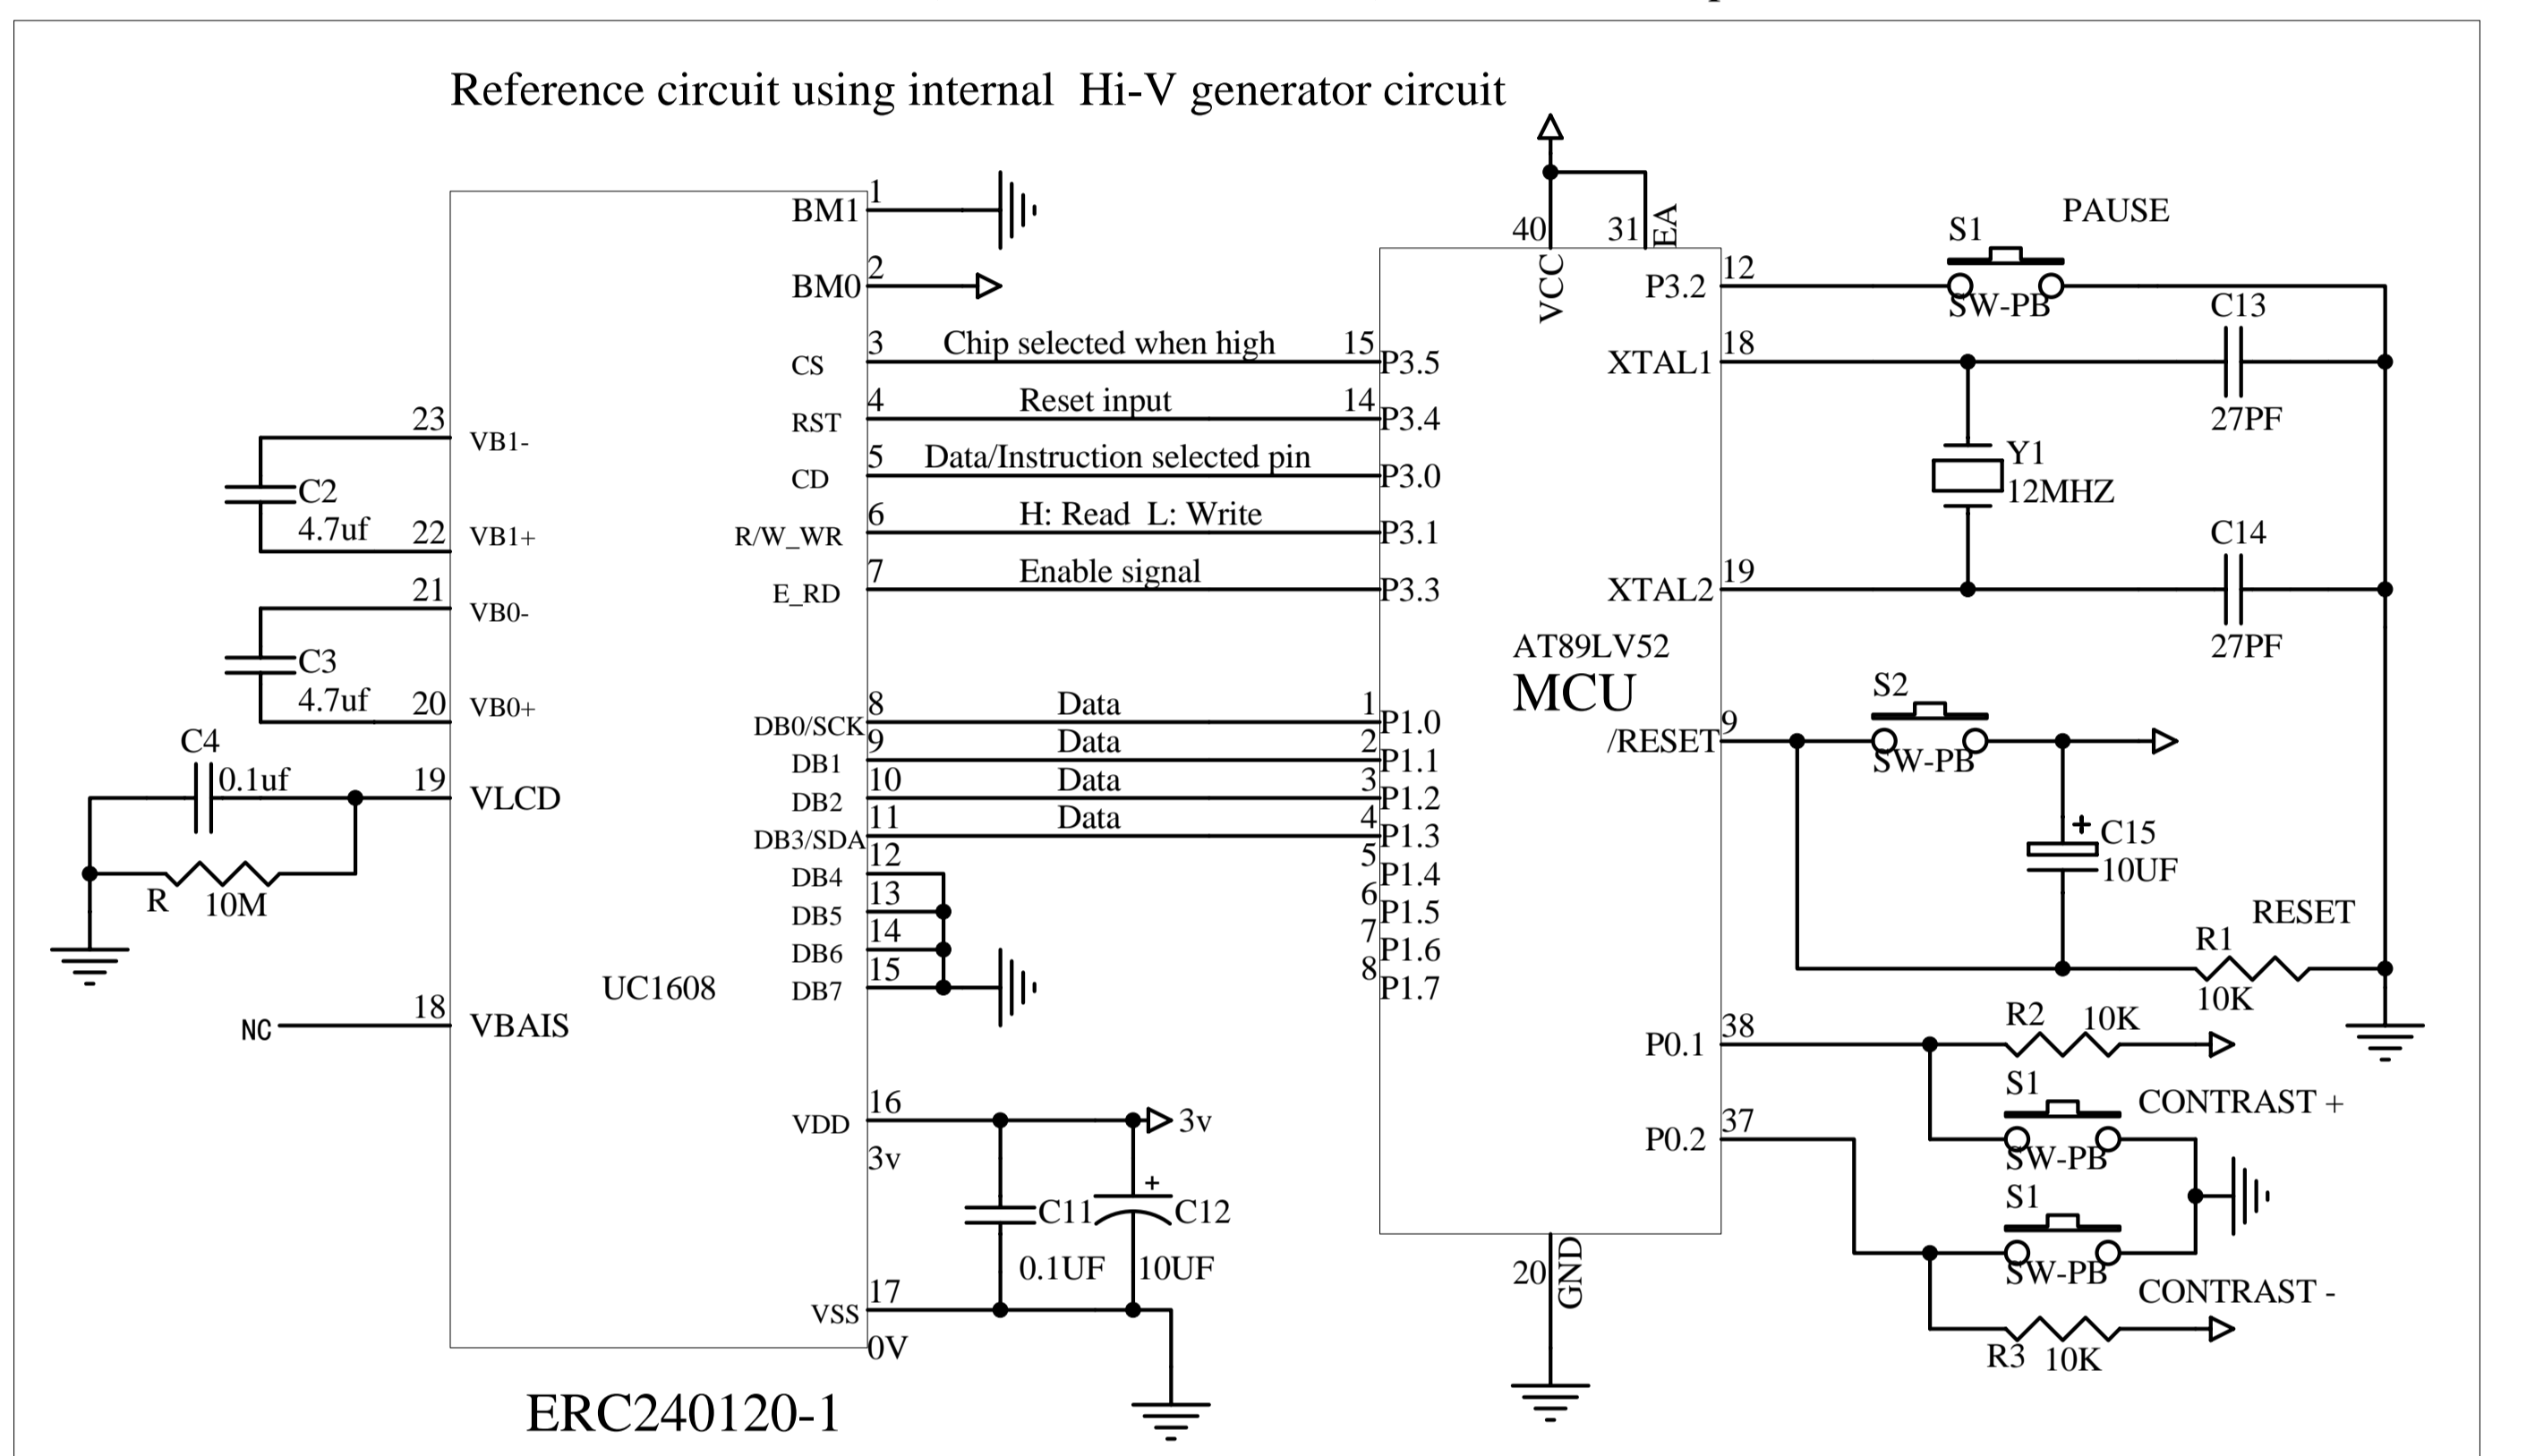 Reference circuit using internal Hi-V generator circuit
BM1 1
BM0 2
CS 3 Chip selected when high 15 P3.5
RST 4 Reset input 14 P3.4
CD 5 Data/Instruction selected pin P3.0
R/W_WR 6 H: Read L: Write P3.1
E_RD 7 Enable signal P3.3
DB0/SCK 8 Data 1 P1.0
DB1 9 Data 2 P1.1
DB2 10 Data 3 P1.2
DB3/SDA 11 Data 4 P1.3
DB4 12 5 P1.4
DB5 13 6 P1.5
DB6 14 7 P1.6
DB7 15 8 P1.7
VDD 16 3v
3v
C11 0.1UF
+ C12 10UF
VSS 17
0V
23 VB1-
C2
4.7uf
22 VB1+
21 VB0-
C3
4.7uf
20 VB0+
C4
0.1uf
19 VLCD
R 10M
NC 18 VBAIS
UC1608
ERC240120-1
40 VCC
31 EA
AT89LV52
MCU
20 GND
P3.2 12
S1 PAUSE
SW-PB
XTAL1 18
C13
27PF
Y1
12MHZ
XTAL2 19
C14
27PF
/RESET 9
S2
SW-PB
+ C15
10UF
RESET
R1
10K
P0.1 38
R2 10K
S1 CONTRAST +
SW-PB
P0.2 37
S1
SW-PB
CONTRAST -
R3 10K